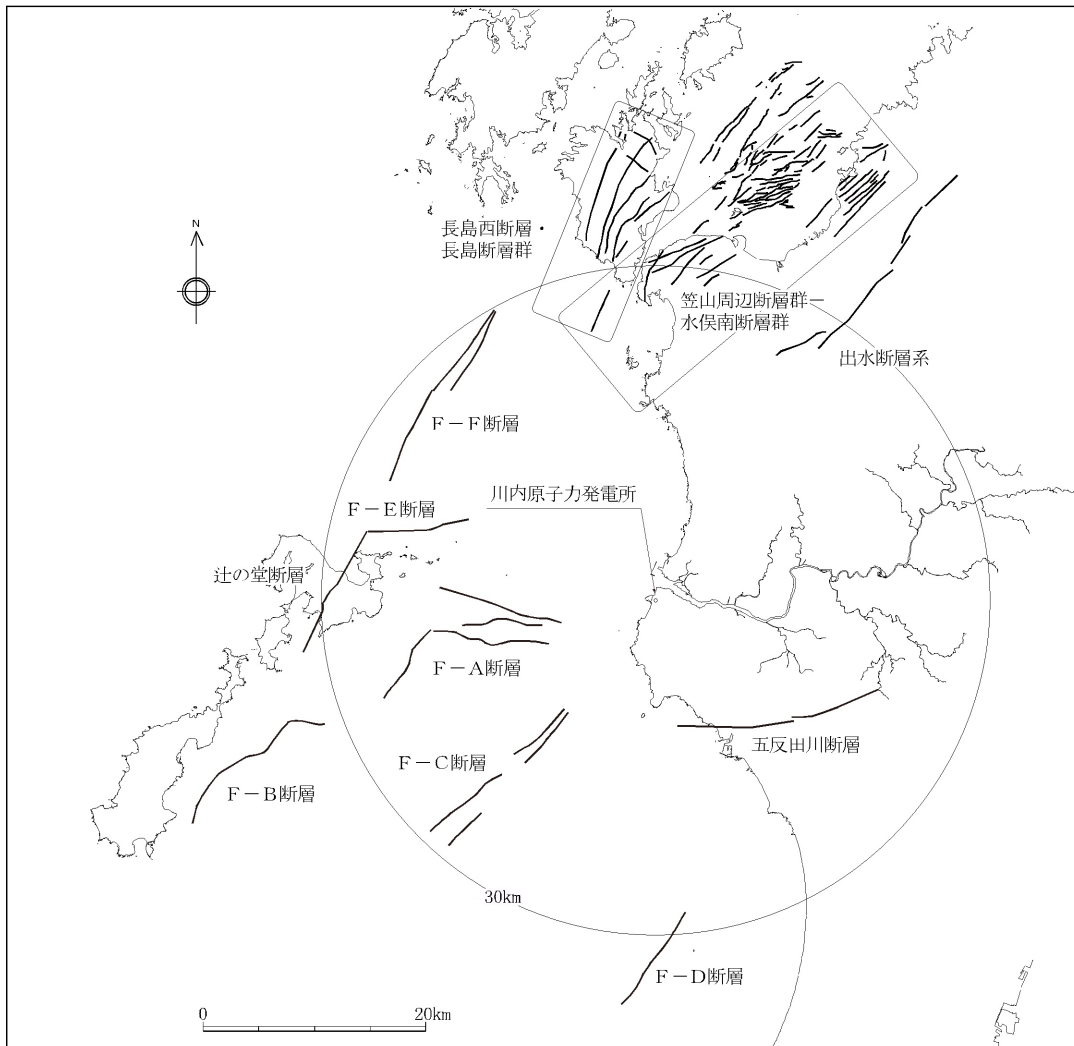 N
長島西断層・
長島断層群
笠山周辺断層群－
水俣南断層群
出水断層系
Ｆ－Ｆ断層
川内原子力発電所
Ｆ－Ｅ断層
辻の堂断層
Ｆ－Ａ断層
五反田川断層
Ｆ－Ｃ断層
Ｆ－Ｂ断層
30km
Ｆ－Ｄ断層
0
20km